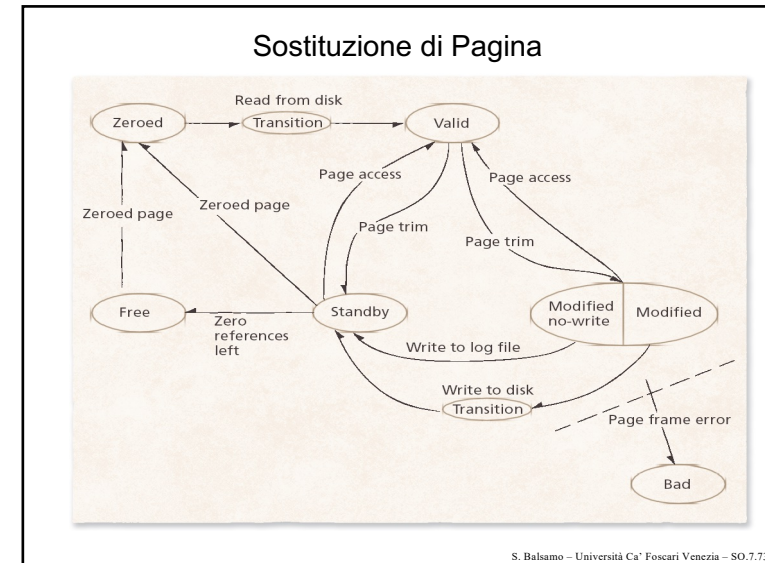 Sostituzione di Pagina
Read from disk
Zeroed
Transition
Valid
Page access
Page access
Zeroed page
Zeroed page
Page trim
Page trim
Free
Zero
references
left
Standby
Modified
no-write
Modified
Write to log file
Write to disk
Transition
Page frame error
Bad
S. Balsamo – Università Ca' Foscari Venezia – SO.7.73